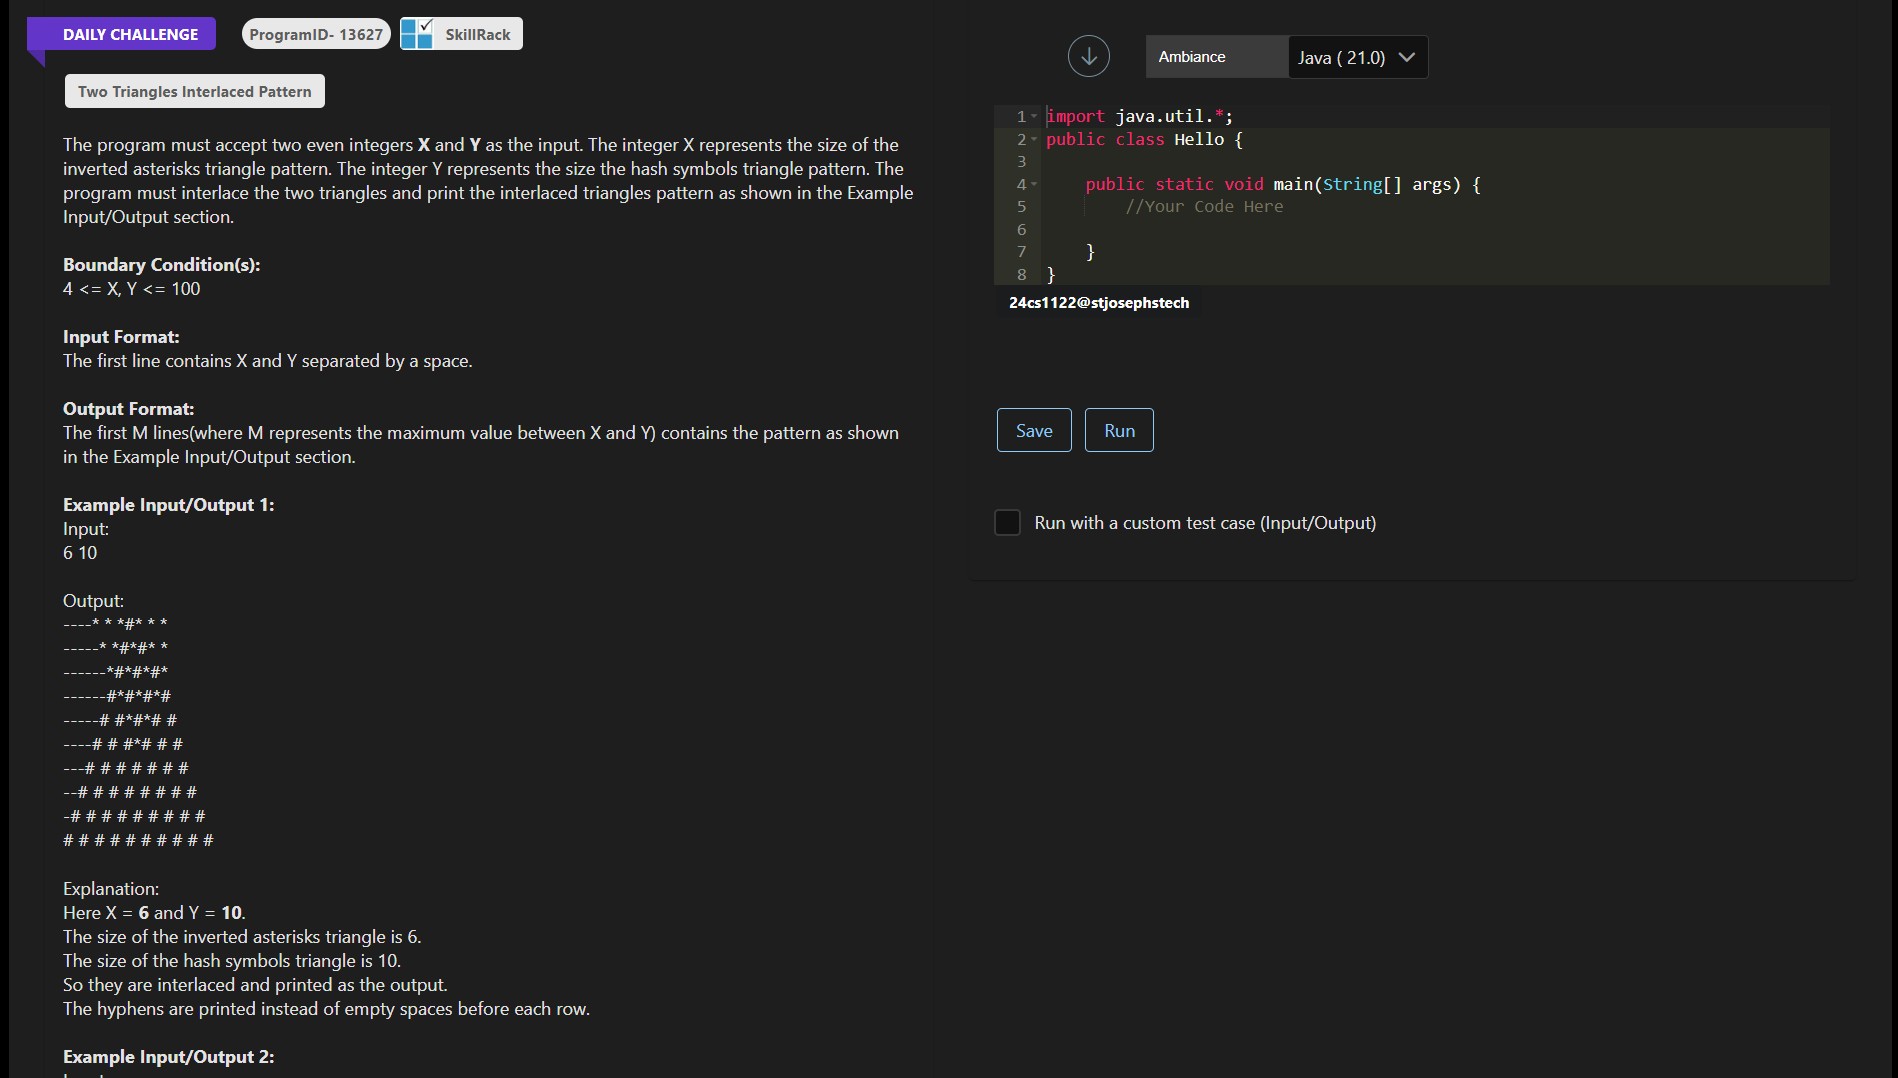 DAILY CHALLENGE
ProgramID- 13627
SkillRack
Two Triangles Interlaced Pattern
The program must accept two even integers X and Y as the input. The integer X represents the size of the
inverted asterisks triangle pattern. The integer Y represents the size the hash symbols triangle pattern. The
program must interlace the two triangles and print the interlaced triangles pattern as shown in the Example
Input/Output section.
Boundary Condition(s):
4 <= X, Y <= 100
Input Format:
The first line contains X and Y separated by a space.
Output Format:
The first M lines(where M represents the maximum value between X and Y) contains the pattern as shown
in the Example Input/Output section.
Example Input/Output 1:
Input:
6 10
Output:
----* * *#* * *
-----* *#*#* *
------*#*#*#*
------#*#*#*#
-----# #*#*# #
----# # #*# # #
---# # # # # # #
--# # # # # # # #
-# # # # # # # # #
# # # # # # # # # #
Explanation:
Here X = 6 and Y = 10.
The size of the inverted asterisks triangle is 6.
The size of the hash symbols triangle is 10.
So they are interlaced and printed as the output.
The hyphens are printed instead of empty spaces before each row.
Example Input/Output 2:
Ambiance
Java ( 21.0)
1 import java.util.*;
2 public class Hello {
3
4 public static void main(String[] args) {
5 //Your Code Here
6
7 }
8 }
24cs1122@stjosephstech
Save
Run
Run with a custom test case (Input/Output)